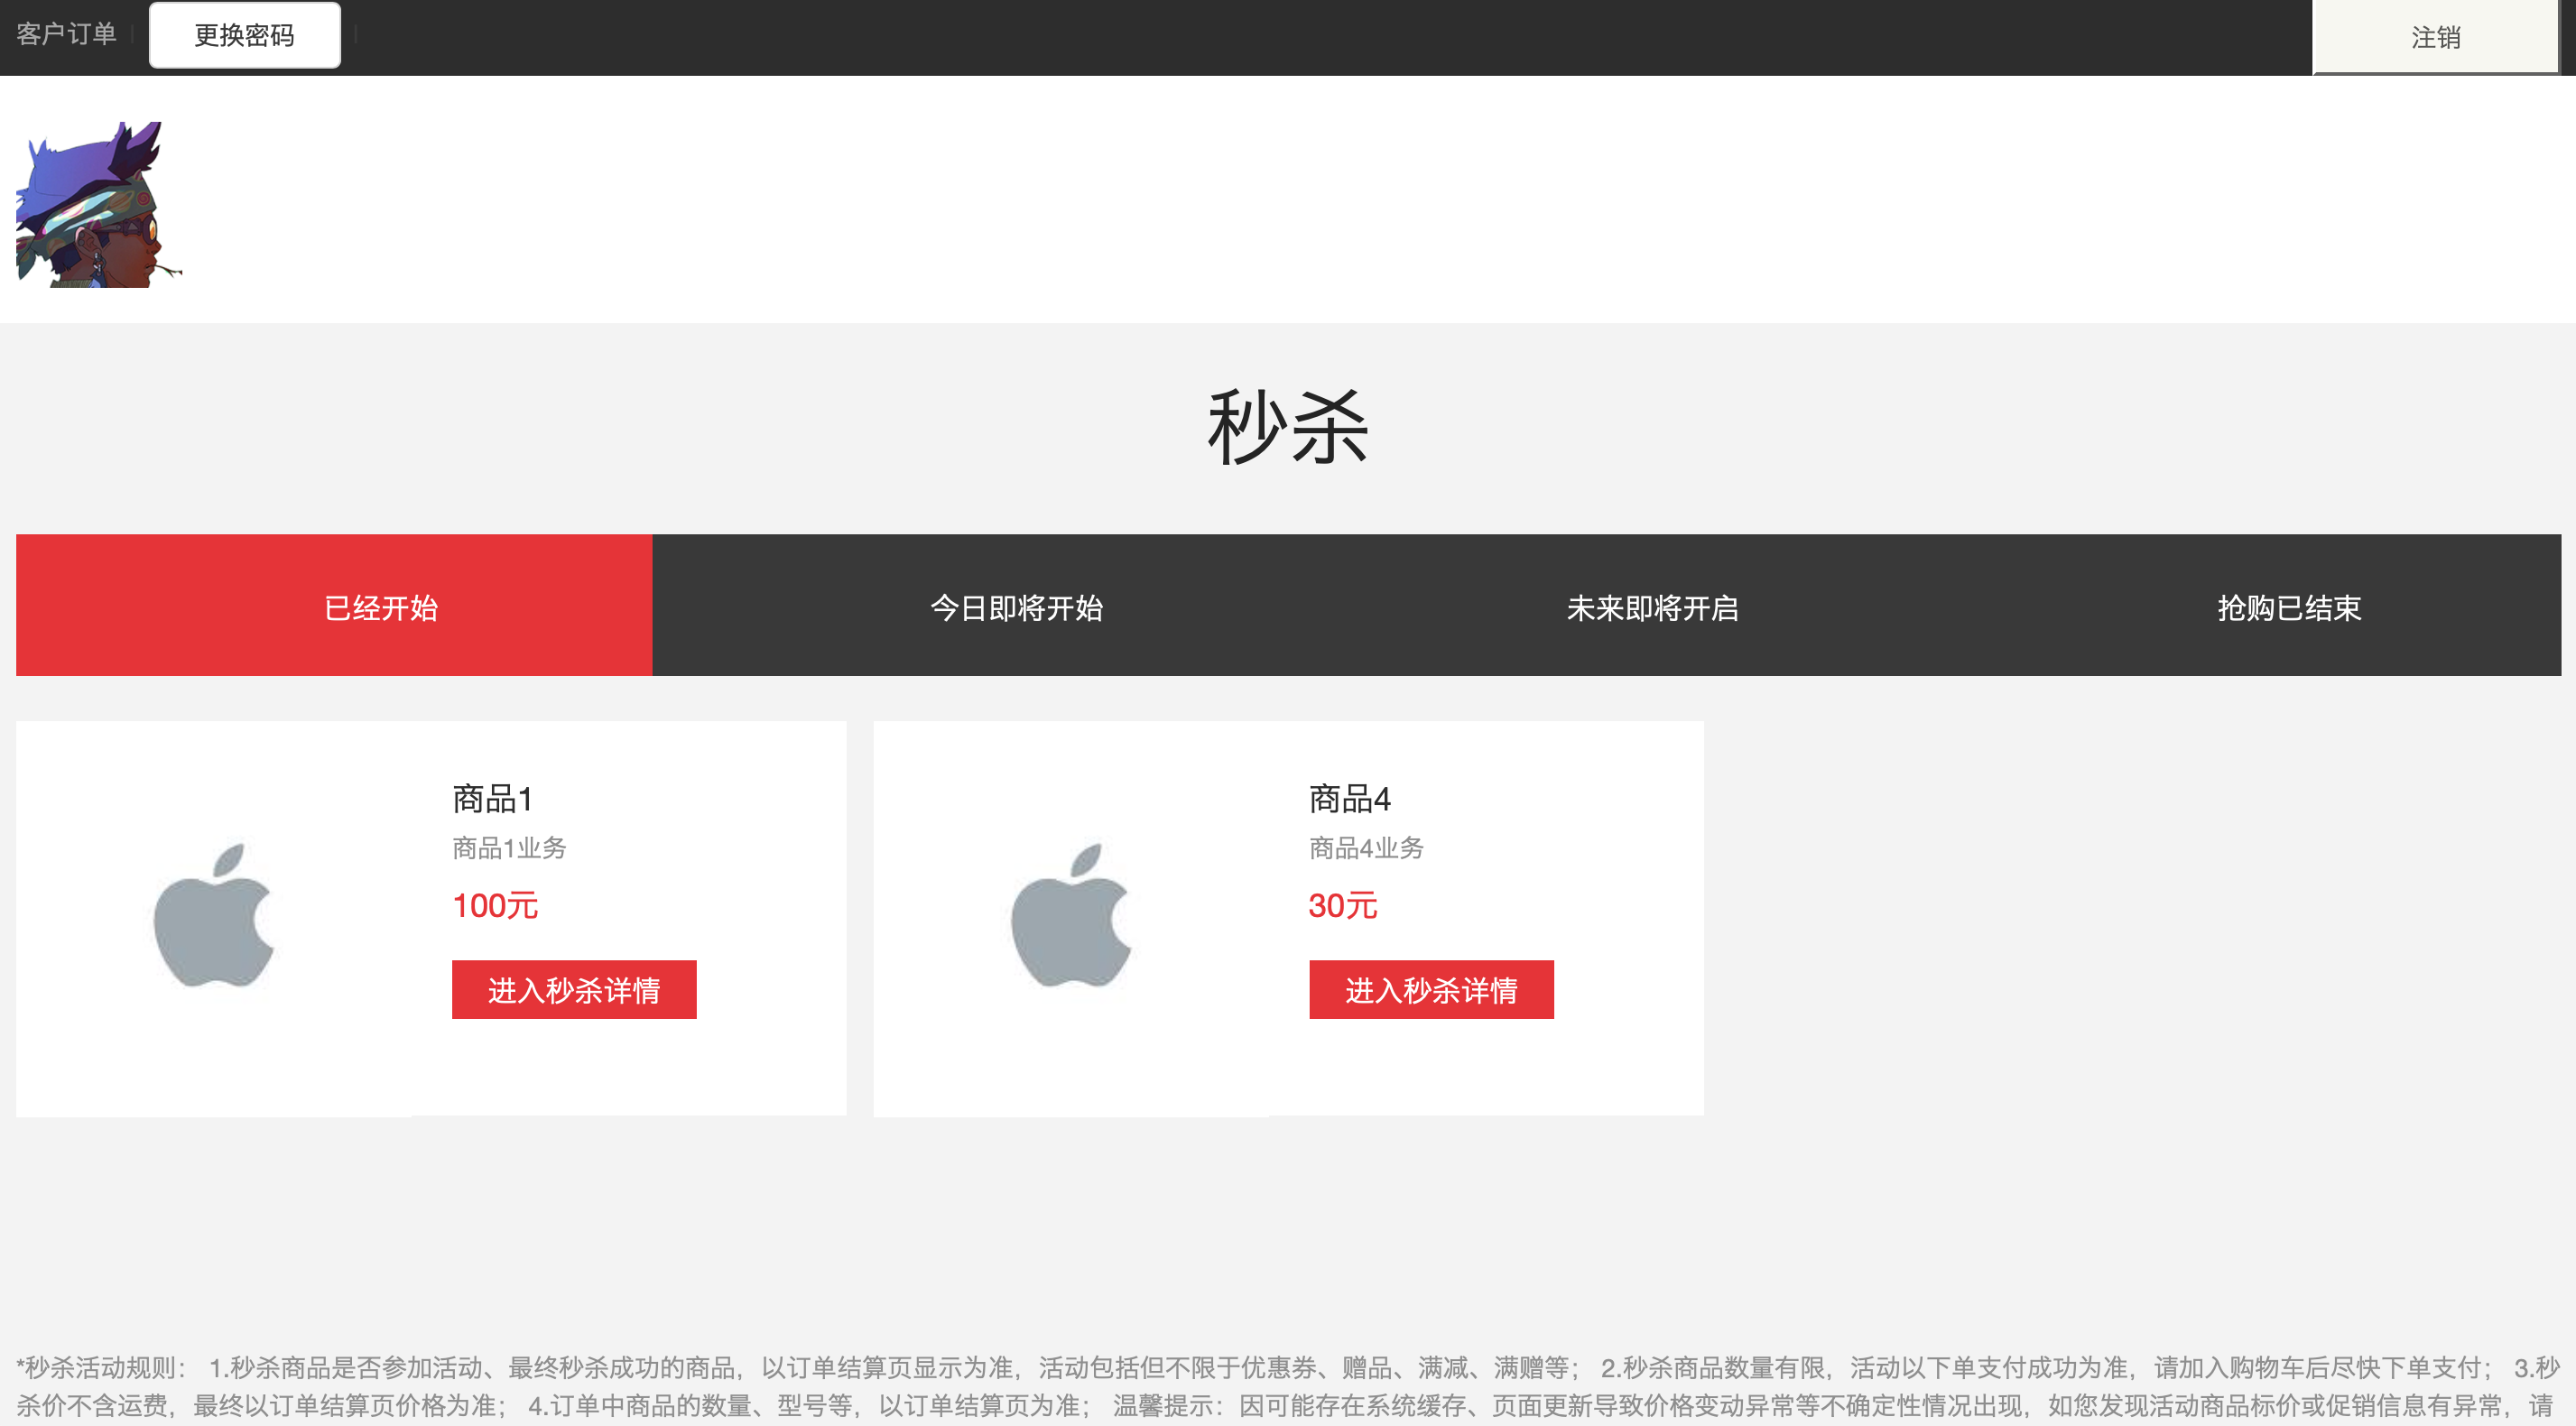 客户订单
更换密码
注销
秒杀
已经开始
今日即将开始
未来即将开启
抢购已结束
商品1
商品1业务
100元
进入秒杀详情
商品4
商品4业务
30元
进入秒杀详情
*秒杀活动规则： 1.秒杀商品是否参加活动、最终秒杀成功的商品，以订单结算页显示为准，活动包括但不限于优惠券、赠品、满减、满赠等； 2.秒杀商品数量有限，活动以下单支付成功为准，请加入购物车后尽快下单支付； 3.秒
杀价不含运费，最终以订单结算页价格为准； 4.订单中商品的数量、型号等，以订单结算页为准； 温馨提示：因可能存在系统缓存、页面更新导致价格变动异常等不确定性情况出现，如您发现活动商品标价或促销信息有异常，请